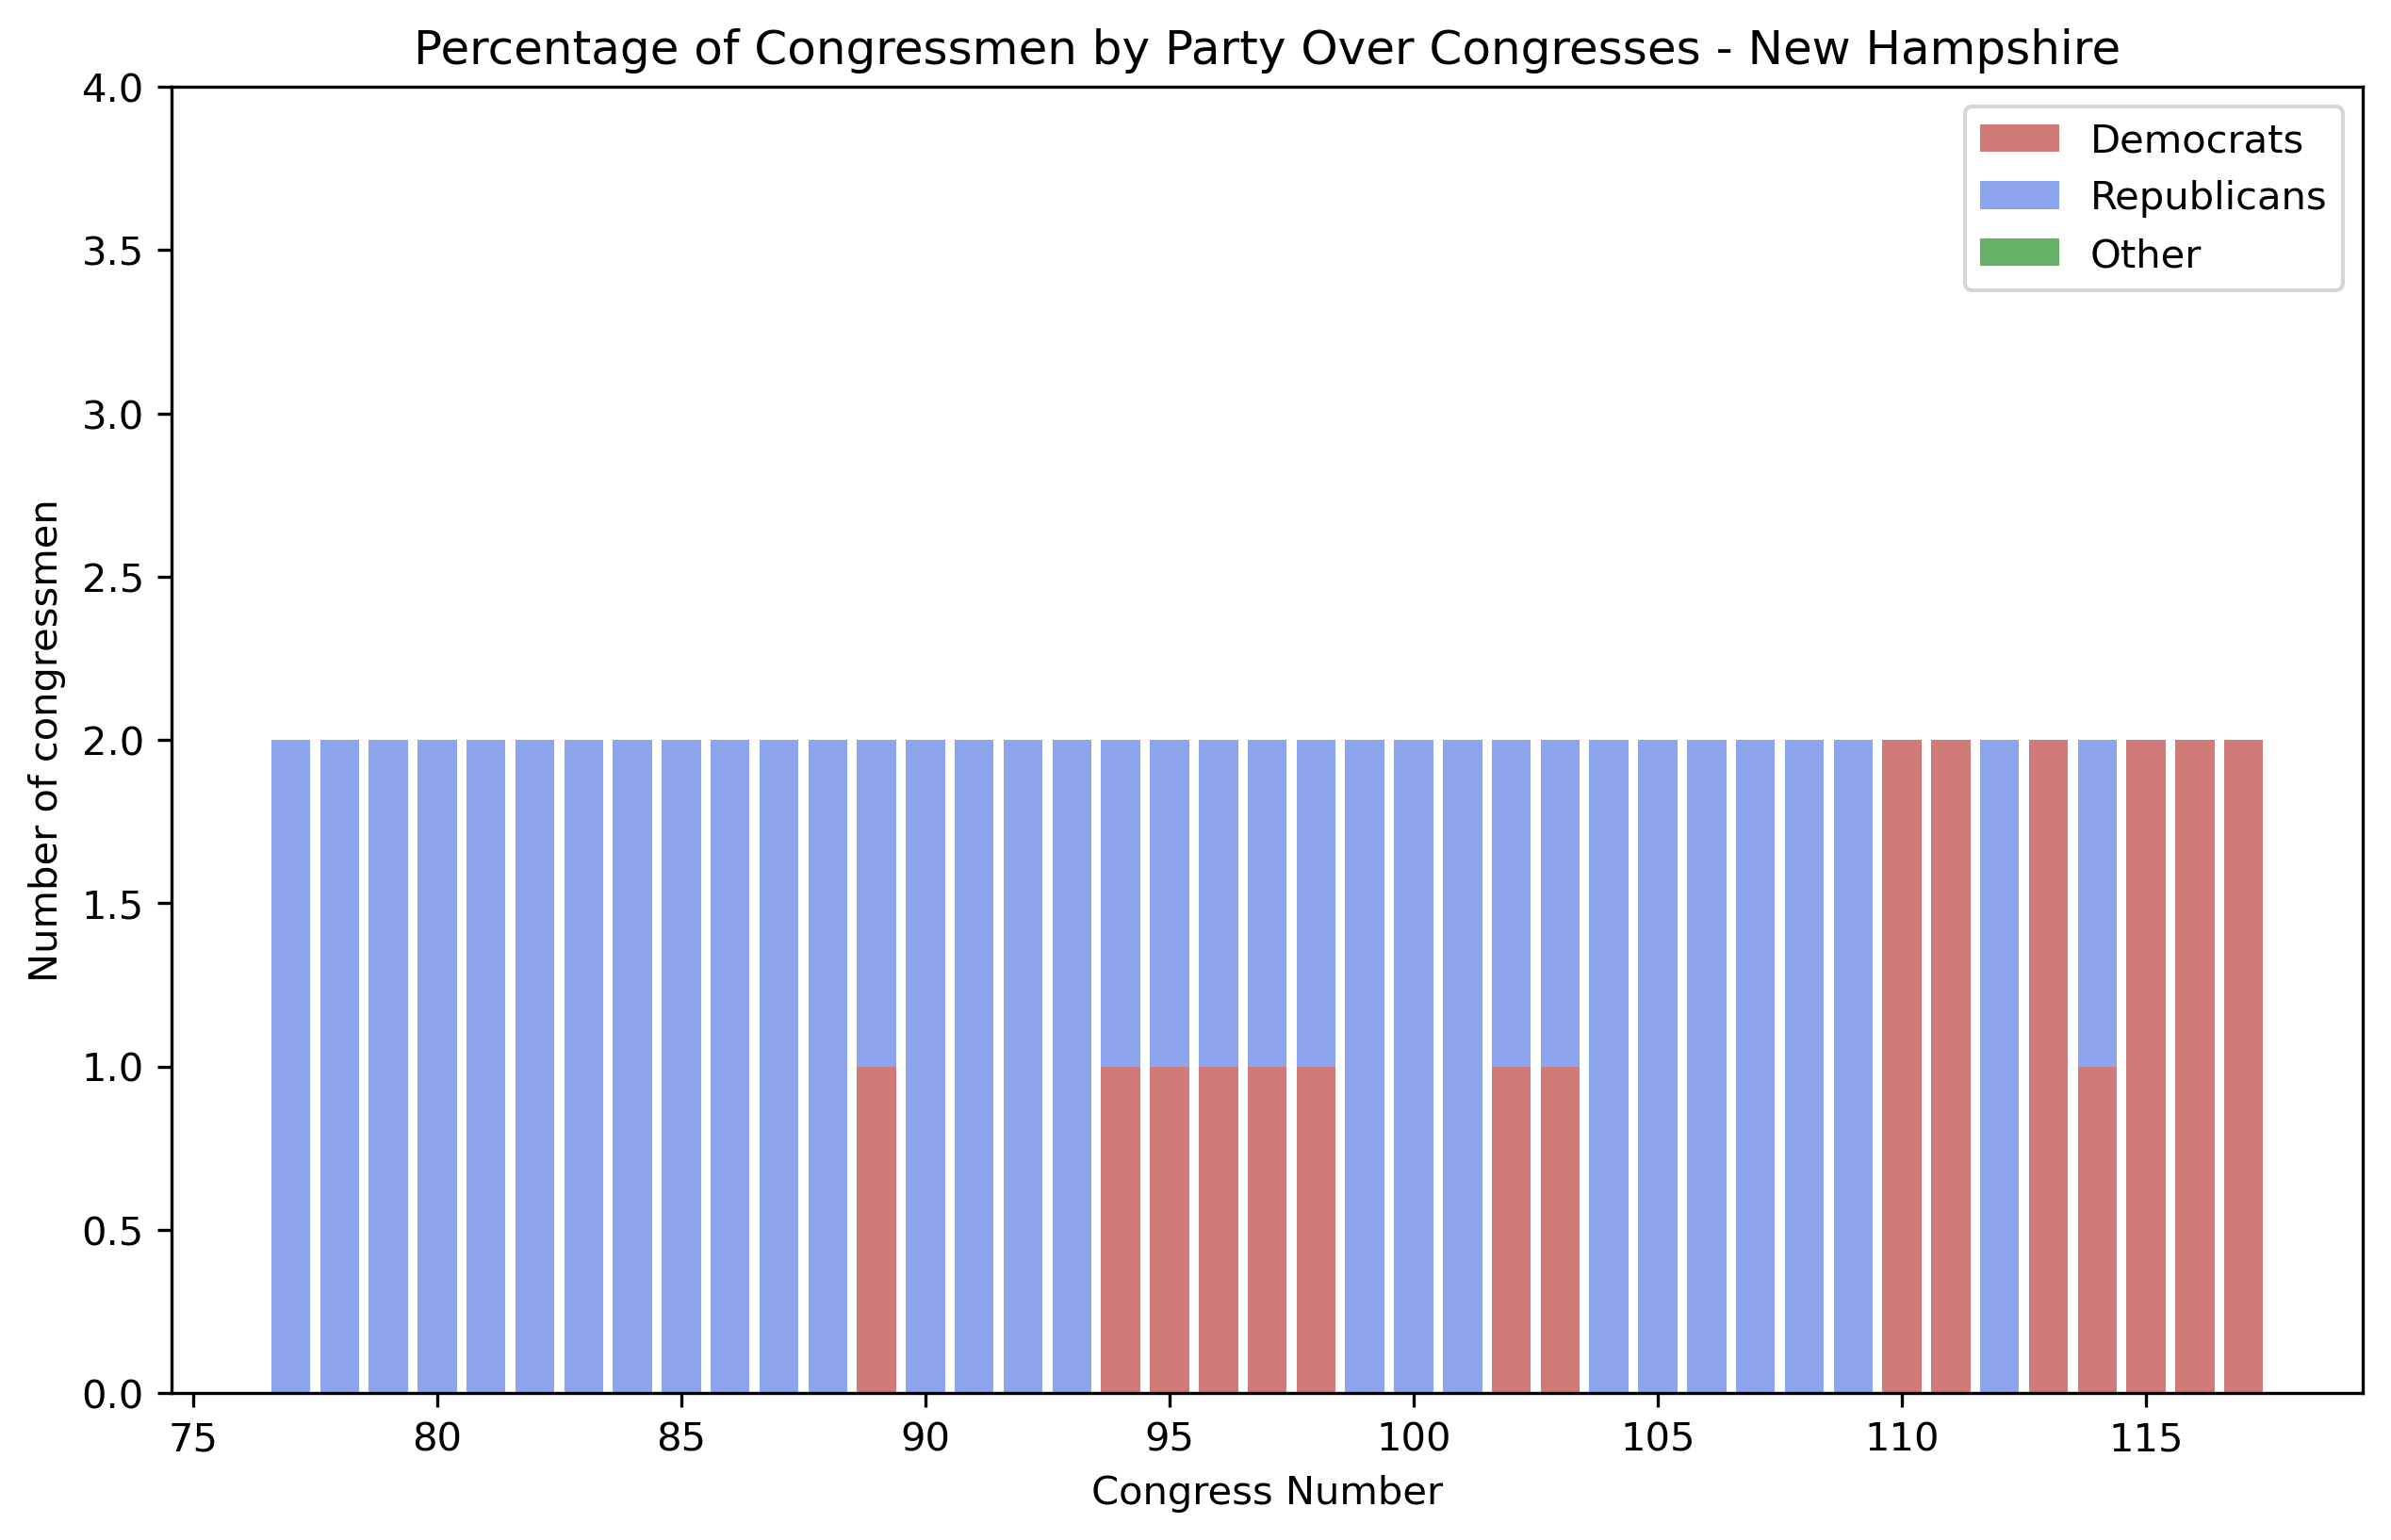 Percentage of Congressmen by Party Over Congresses - New Hampshire
4.0
3.5
3.0
2.5
2.0
1.5
1.0
0.5
0.0
Number of congressmen
Democrats
Republicans
Other
75 80 85 90 95 100 105 110 115
Congress Number